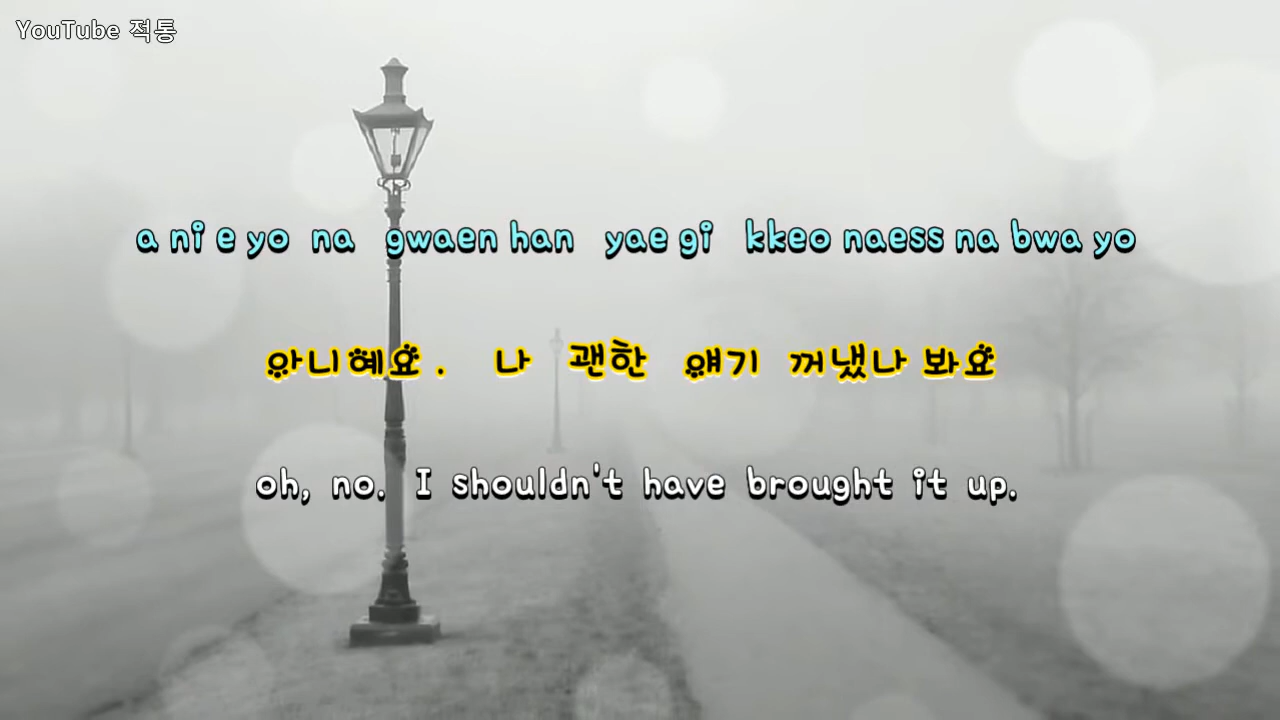 YouTube 적통
a ni e yo na gwaen han yae gi kkeo naess na bwa yo
아니혜요. 나 괜한 얘기 꺼냈나 봐요
oh, no. I shouldn't have brought it up.